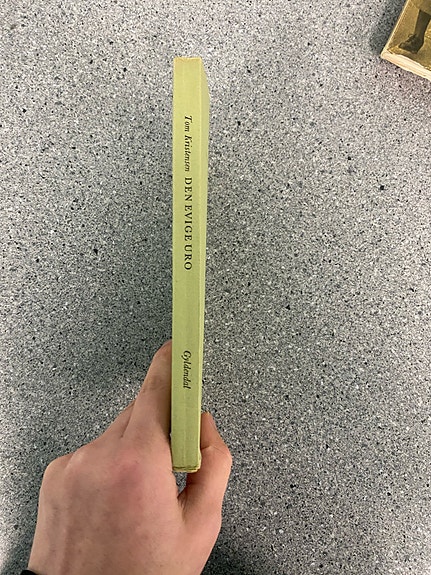 Tom Kristensen DEN EVIGE URO
Gyldendal